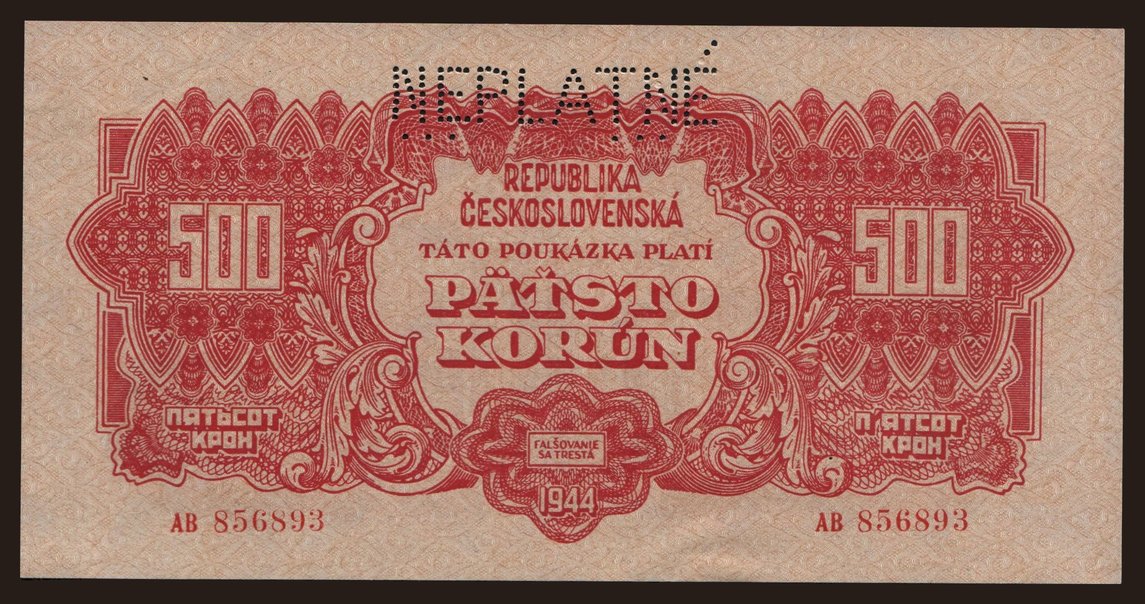 NEPLATNÉ
REPUBLIKA
ČESKOSLOVENSKÁ
TÁTO POUKÁZKA PLATÍ
500
PÄŤSTO
KORÚN
500
ПЯТЬСОТ
КРОН
П'ЯТСОТ
КРОН
FALŠOVANIE
SA TRESTÁ
1944
AB 856893
AB 856893